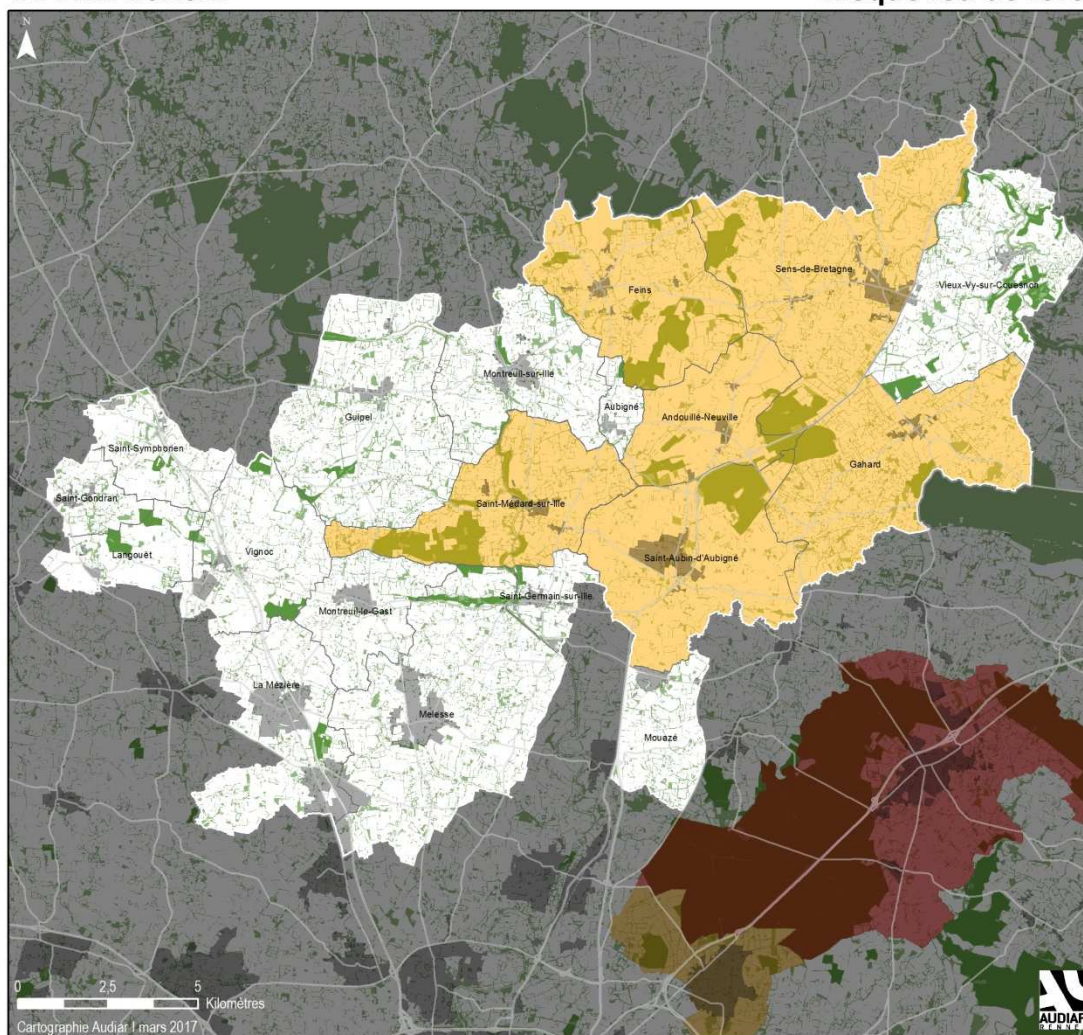 N
Sens-de-Bretagne
Feins
Vieux-Vy-sur-Couesnon
Montreuil-sur-Ille
Aubigné
Andouillé-Neuville
Guipel
Gahard
Saint-Symphorien
Saint-Gondran
Saint-Médard-sur-Ille
Langouët
Vignoc
Saint-Aubin-d'Aubigné
Saint-Germain-sur-Ille
Montreuil-le-Gast
La Mézière
Melesse
Mouazé
0 2,5 5
Kilomètres
Cartographie Audiar I mars 2017
AUDIAR
RENNES